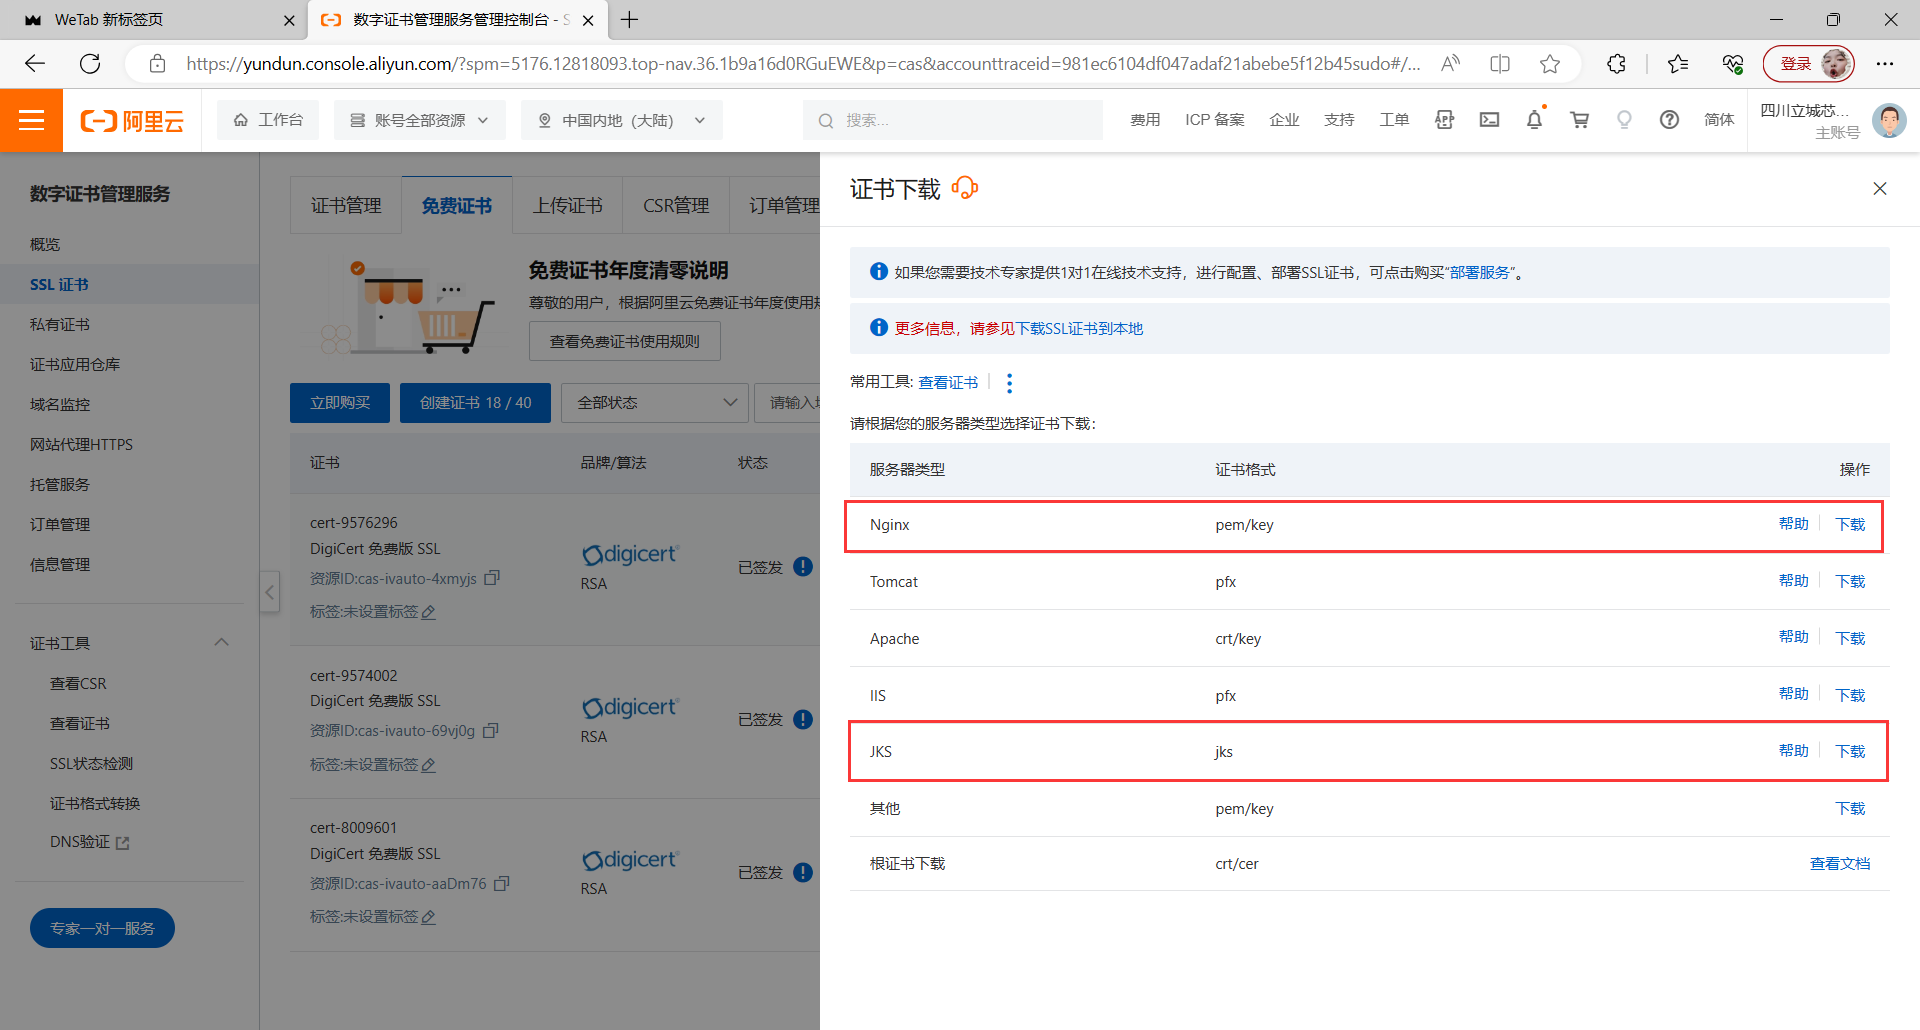 WeTab 新标签页
数字证书管理服务管理控制台 - S
https://yundun.console.aliyun.com/?spm=5176.12818093.top-nav.36.1b9a16d0RGuEWE&p=cas&accounttraceid=981ec6104df047adaf21abebe5f12b45sudo#/...
登录
阿里云
工作台
账号全部资源
中国内地（大陆）
搜索...
费用
ICP 备案
企业
支持
工单
简体
四川立城芯...
主账号
数字证书管理服务
概览
SSL 证书
私有证书
证书应用仓库
域名监控
网站代理HTTPS
托管服务
订单管理
信息管理
证书工具
查看CSR
查看证书
SSL状态检测
证书格式转换
DNS验证
专家一对一服务
证书管理
免费证书
上传证书
CSR管理
订单管理
免费证书年度清零说明
尊敬的用户，根据阿里云免费证书年度使用
查看免费证书使用规则
立即购买
创建证书 18 / 40
全部状态
请输入
证书
品牌/算法
状态
cert-9576296
DigiCert 免费版 SSL
资源ID:cas-ivauto-4xmyjs
标签:未设置标签
digicert
RSA
已签发
cert-9574002
DigiCert 免费版 SSL
资源ID:cas-ivauto-69vj0g
标签:未设置标签
digicert
RSA
已签发
cert-8009601
DigiCert 免费版 SSL
资源ID:cas-ivauto-aaDm76
标签:未设置标签
digicert
RSA
已签发
证书下载
如果您需要技术专家提供1对1在线技术支持，进行配置、部署SSL证书，可点击购买“部署服务”。
更多信息，请参见下载SSL证书到本地
常用工具: 查看证书
请根据您的服务器类型选择证书下载：
服务器类型
证书格式
操作
Nginx
pem/key
帮助
下载
Tomcat
pfx
帮助
下载
Apache
crt/key
帮助
下载
IIS
pfx
帮助
下载
JKS
jks
帮助
下载
其他
pem/key
下载
根证书下载
crt/cer
查看文档